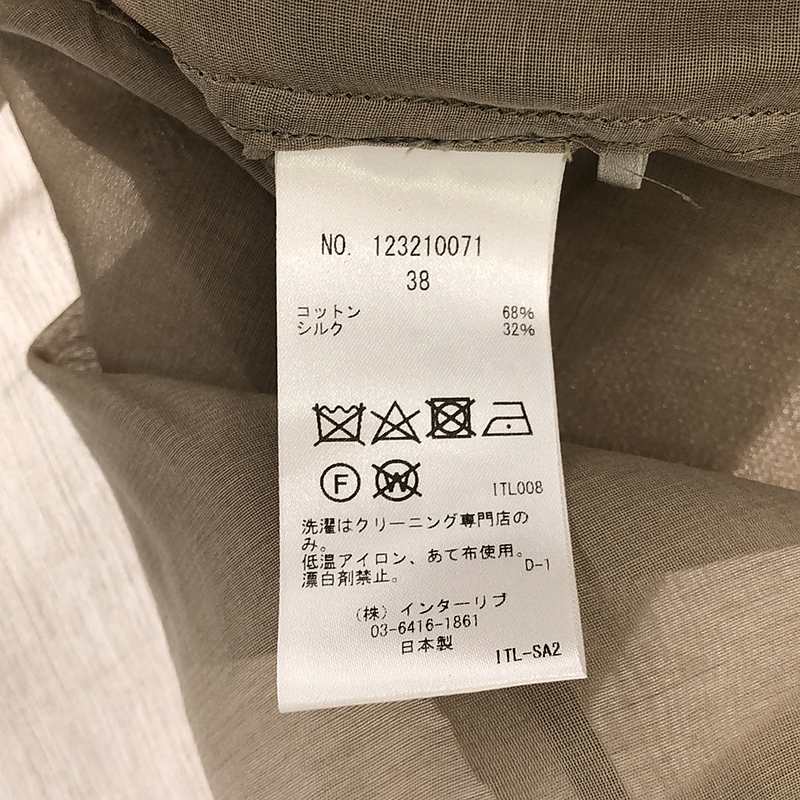 NO. 123210071
38
コットン 68%
シルク 32%
F W
ITL008
洗濯はクリーニング専門店の
み。
低温アイロン、あて布使用。
漂白剤禁止。 D-1
(株) インターリブ
03-6416-1861
日本製
ITL-SA2